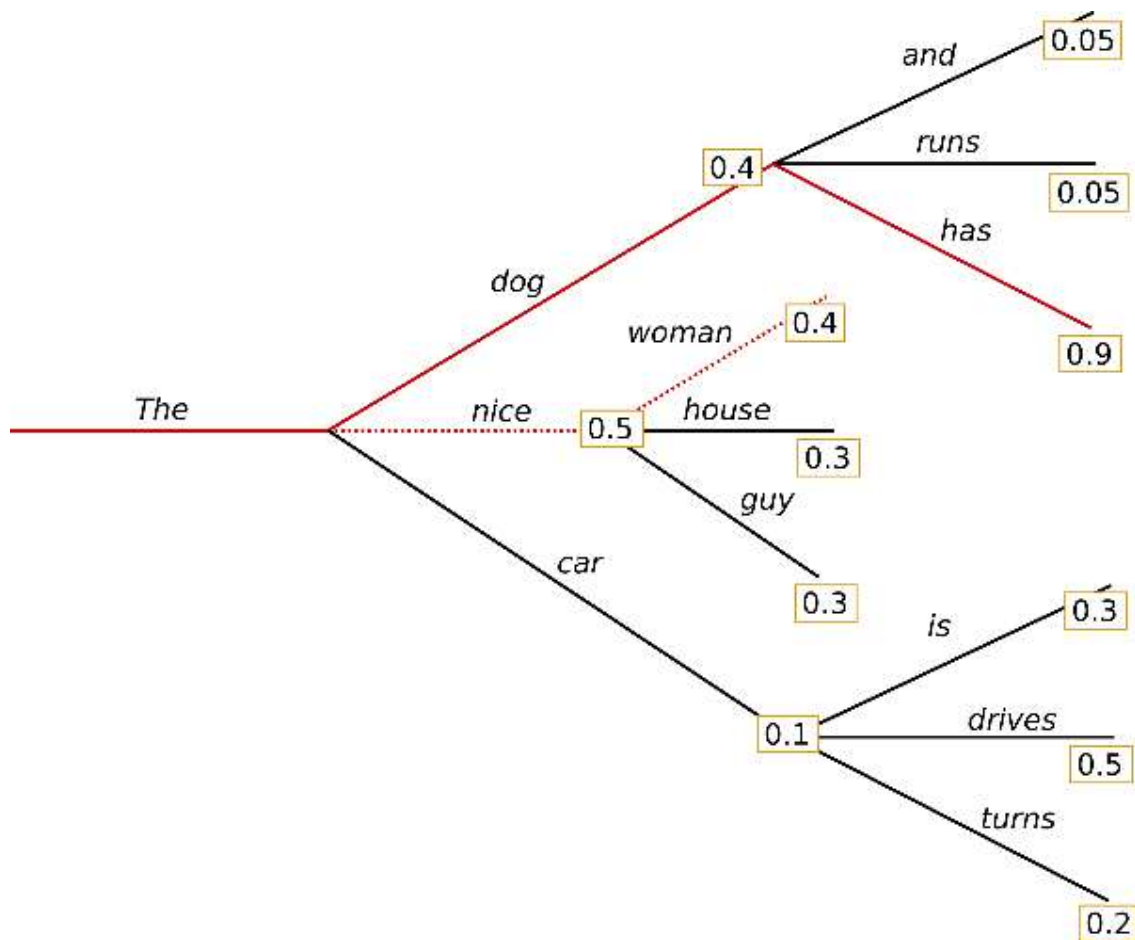 0.05
and
runs
0.4
0.05
has
dog
woman
0.4
0.9
The
nice
0.5
house
0.3
guy
car
0.3
is
0.3
drives
0.1
0.5
turns
0.2